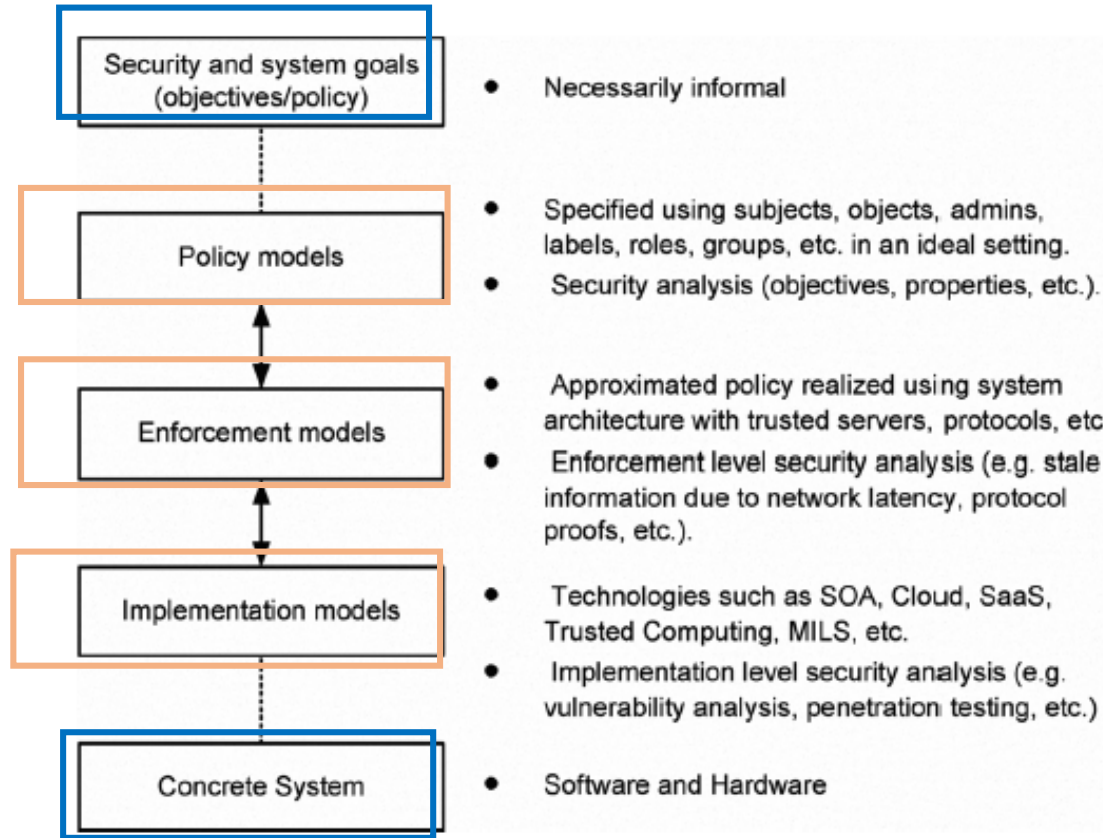 Security and system goals
(objectives/policy)
• Necessarily informal
Policy models
• Specified using subjects, objects, admins,
labels, roles, groups, etc. in an ideal setting.
• Security analysis (objectives, properties, etc.).
Enforcement models
• Approximated policy realized using system
architecture with trusted servers, protocols, etc
• Enforcement level security analysis (e.g. stale
information due to network latency, protocol
proofs, etc.).
Implementation models
• Technologies such as SOA, Cloud, SaaS,
Trusted Computing, MILS, etc.
• Implementation level security analysis (e.g.
vulnerability analysis, penetration testing, etc.)
Concrete System
• Software and Hardware